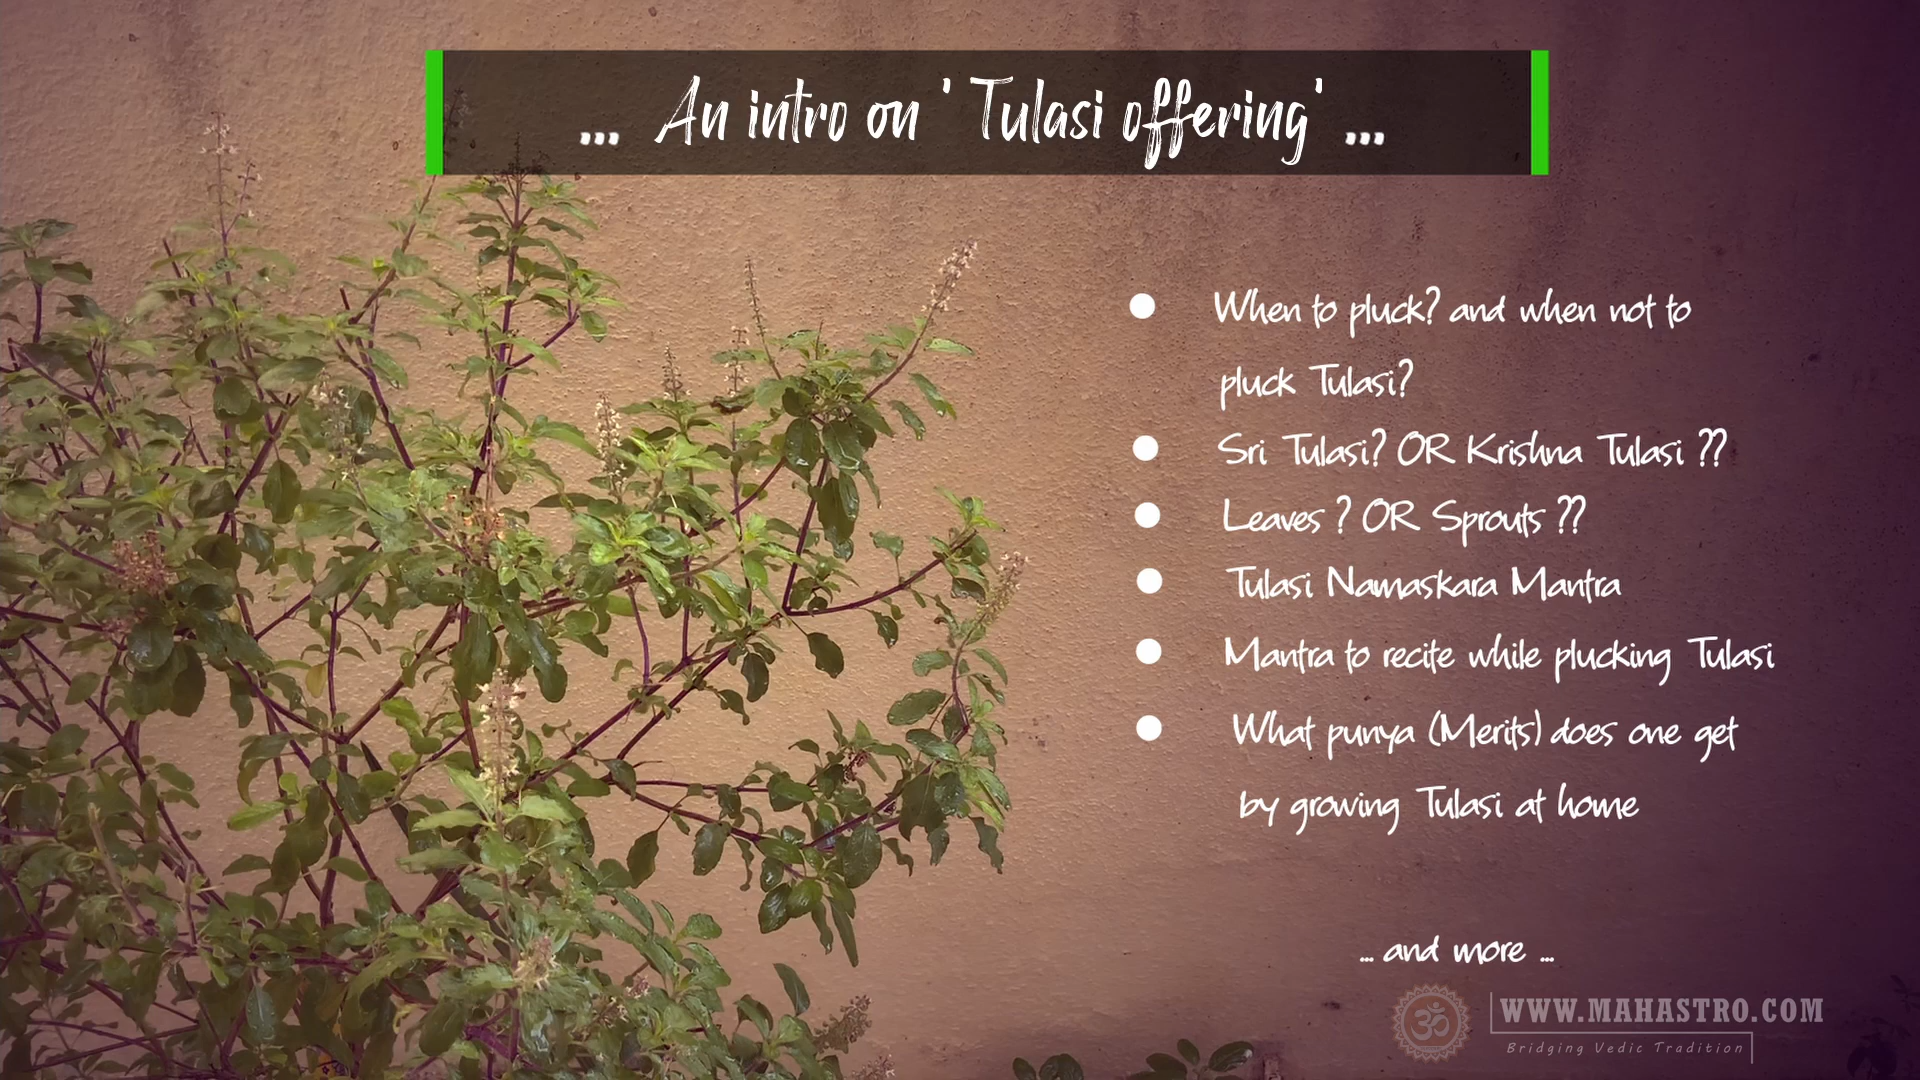 ... An intro on ' Tulasi offering' ...
When to pluck? and when not to
pluck Tulasi?
Sri Tulasi? OR Krishna Tulasi ??
Leaves ? OR Sprouts ??
Tulasi Namaskara Mantra
Mantra to recite while plucking Tulasi
What punya (Merits) does one get
by growing Tulasi at home
... and more ...
ॐ
WWW.MAHASTRO.COM
Bridging Vedic Tradition